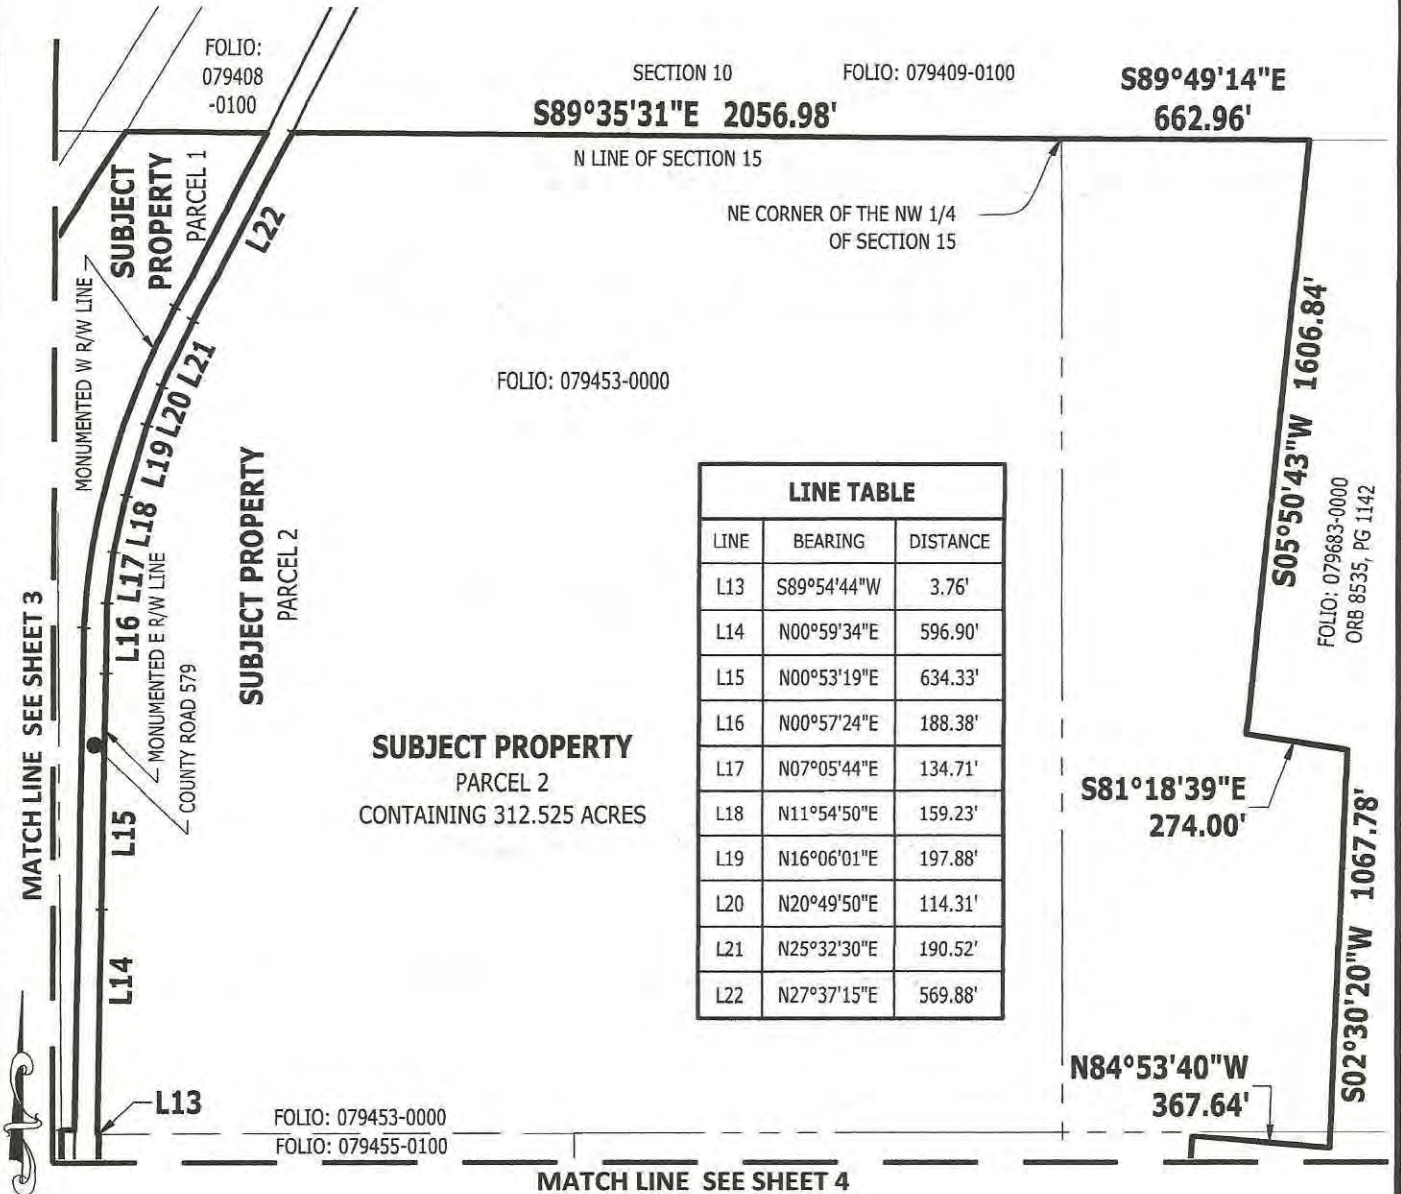 FOLIO:
079408
-0100
SECTION 10
FOLIO: 079409-0100
S89°49'14"E
662.96'
S89°35'31"E 2056.98'
N LINE OF SECTION 15
NE CORNER OF THE NW 1/4
OF SECTION 15
SUBJECT
PROPERTY
PARCEL 1
L22
MONUMENTED W R/W LINE
L21
L20
L19
L18
L17
L16
MONUMENTED E R/W LINE
COUNTY ROAD 579
L15
L14
L13
MATCH LINE SEE SHEET 3
SUBJECT PROPERTY
PARCEL 2
FOLIO: 079453-0000
SUBJECT PROPERTY
PARCEL 2
CONTAINING 312.525 ACRES
LINE TABLE
LINE BEARING DISTANCE
L13 S89°54'44"W 3.76'
L14 N00°59'34"E 596.90'
L15 N00°53'19"E 634.33'
L16 N00°57'24"E 188.38'
L17 N07°05'44"E 134.71'
L18 N11°54'50"E 159.23'
L19 N16°06'01"E 197.88'
L20 N20°49'50"E 114.31'
L21 N25°32'30"E 190.52'
L22 N27°37'15"E 569.88'
S05°50'43"W 1606.84'
FOLIO: 079683-0000
ORB 8535, PG 1142
S81°18'39"E
274.00'
S02°30'20"W 1067.78'
N84°53'40"W
367.64'
FOLIO: 079453-0000
FOLIO: 079455-0100
MATCH LINE SEE SHEET 4